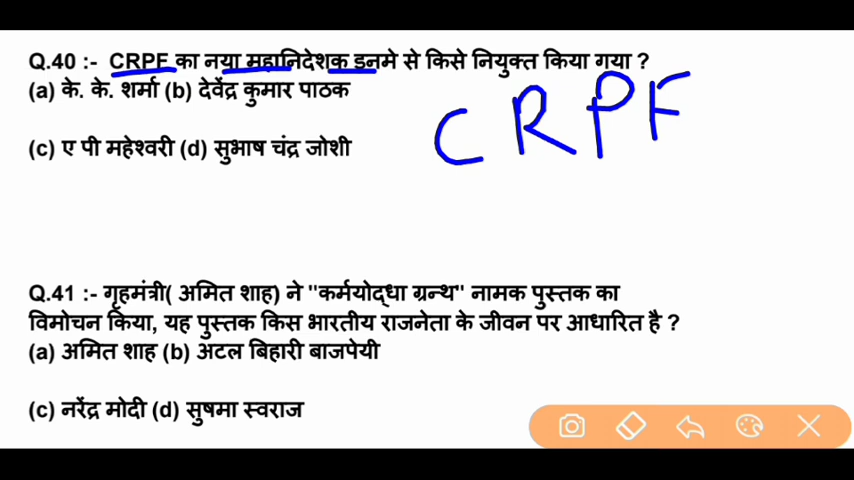 Q.40 :- CRPF का नया महानिदेशक डनमे से किसे नियुक्त किया गया ?
(a) के. के. शर्मा (b) देवेंद्र कुमार पाठक
CRPF
(c) ए पी महेश्वरी (d) सुभाष चंद्र जोशी
Q.41 :- गृहमंत्री( अमित शाह) ने "कर्मयोद्धा ग्रन्थ" नामक पुस्तक का
विमोचन किया, यह पुस्तक किस भारतीय राजनेता के जीवन पर आधारित है ?
(a) अमित शाह (b) अटल बिहारी बाजपेयी
(c) नरेंद्र मोदी (d) सुषमा स्वराज